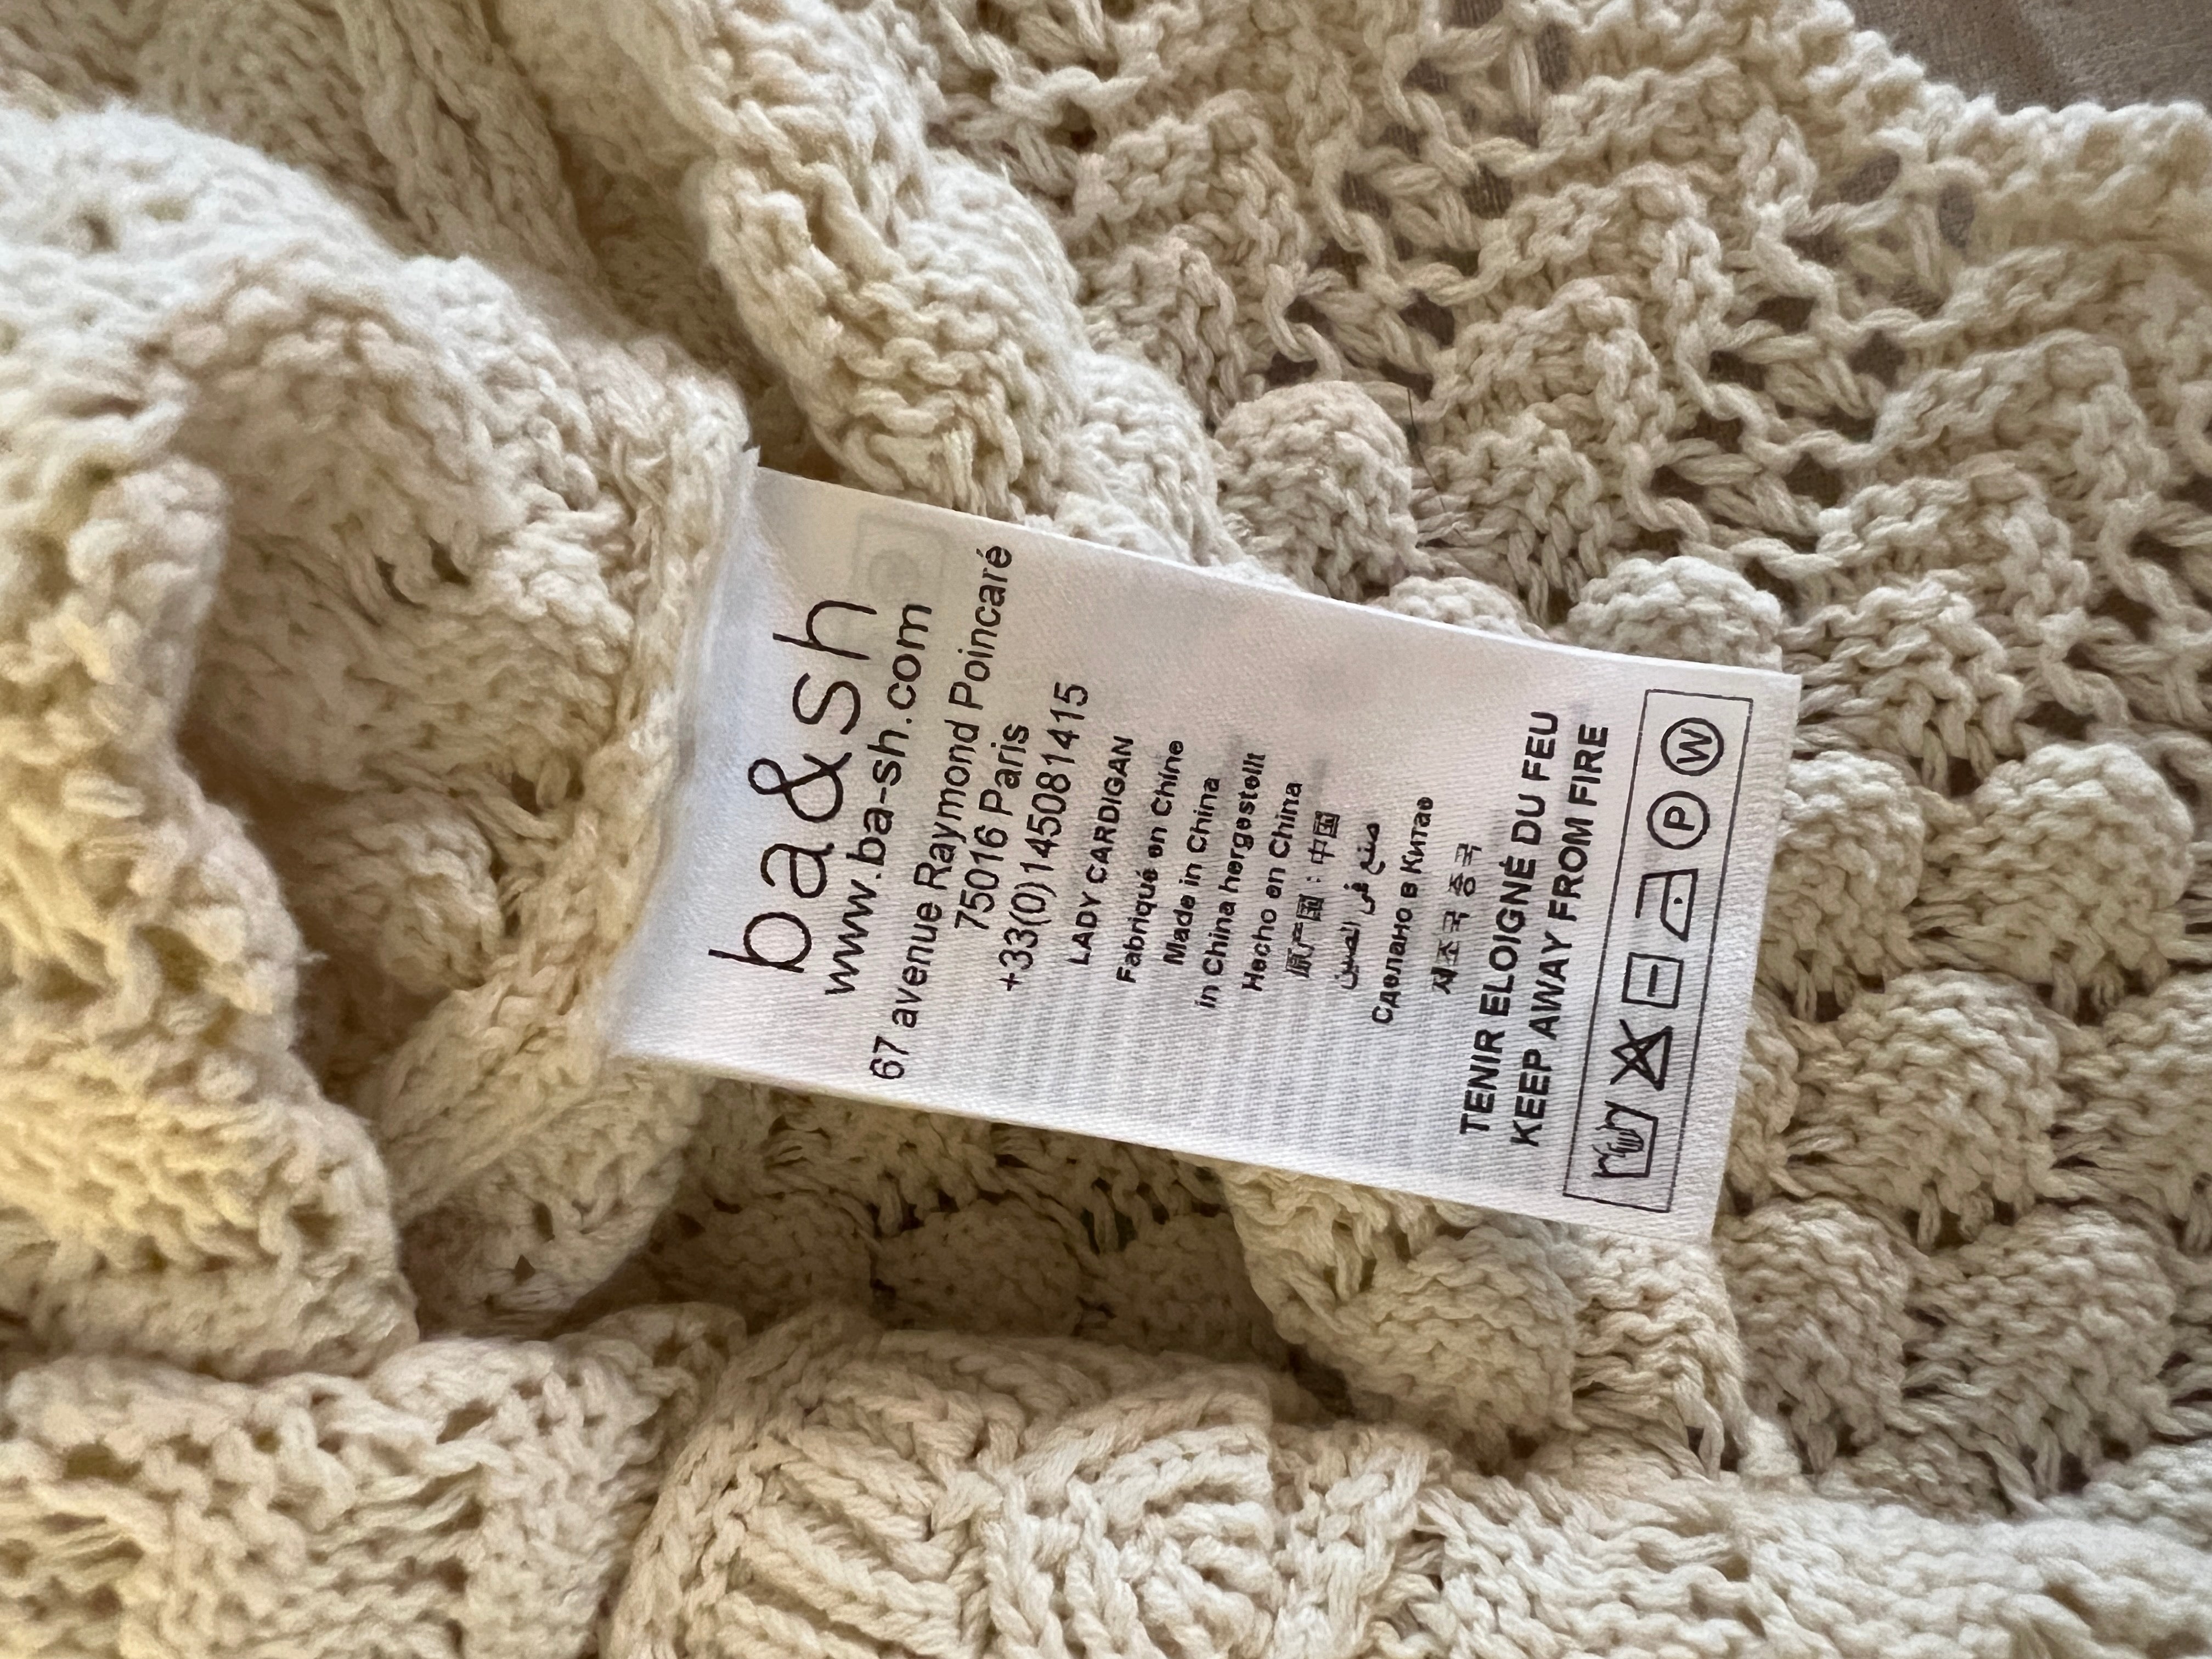 ba&sh
www.ba-sh.com
67 avenue Raymond Poincaré
75016 Paris
+33(0)145081415
LADY CARDIGAN
Fabriqué en Chine
Made in China
in China hergestellt
Hecho en China
原产国 : 中国
صنع في الصين
Сделано в Китае
제조국 중국
TENIR ELOIGNÉ DU FEU
KEEP AWAY FROM FIRE
P W